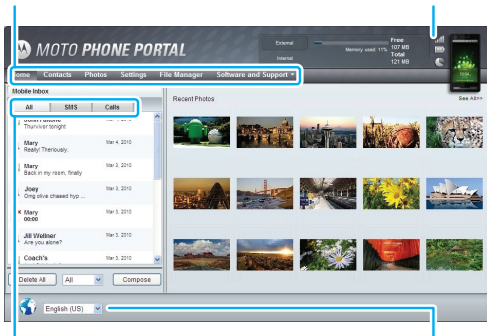 MOTO PHONE PORTAL
External
Internal
Memory used: 11%
Free
107 MB
Total
121 MB
Home Contacts Photos Settings File Manager Software and Support
Mobile Inbox
All SMS Calls
Thurviver tonight
Mary Mar 4, 2010
Really! Theriously.
Mary Mar 3, 2010
Back in my room, finally
Joey Mar 3, 2010
Omg olive chased hyp ...
Mary Mar 3, 2010
00:00
Jill Wellner Mar 3, 2010
Are you alone?
Coach's Mar 3, 2010
Delete All All Compose
Recent Photos See All>>
English (US)